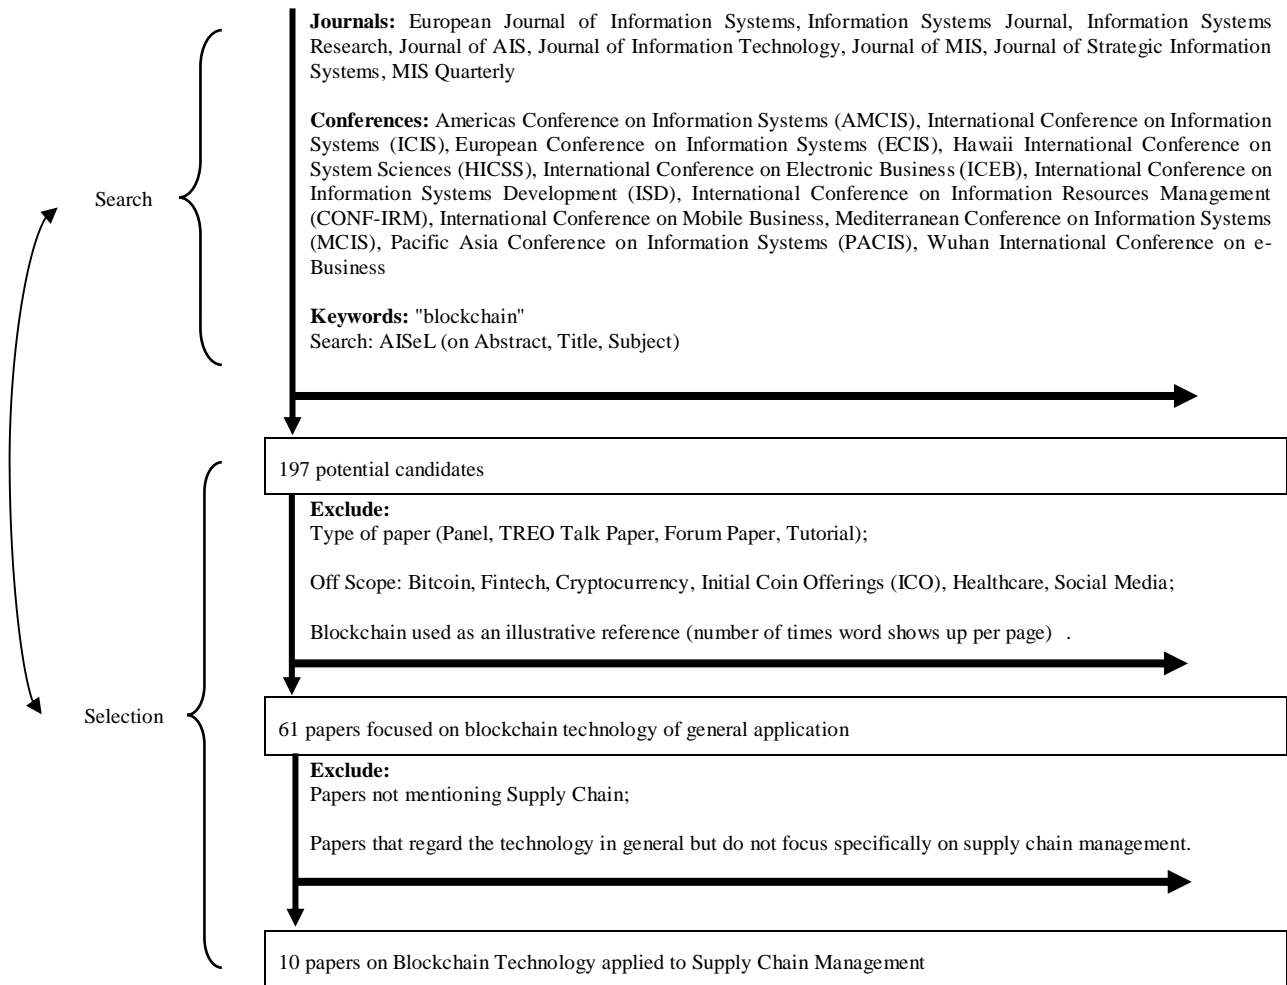 Journals: European Journal of Information Systems, Information Systems Journal, Information Systems
Research, Journal of AIS, Journal of Information Technology, Journal of MIS, Journal of Strategic Information
Systems, MIS Quarterly
Conferences: Americas Conference on Information Systems (AMCIS), International Conference on Information
Systems (ICIS), European Conference on Information Systems (ECIS), Hawaii International Conference on
System Sciences (HICSS), International Conference on Electronic Business (ICEB), International Conference on
Information Systems Development (ISD), International Conference on Information Resources Management
(CONF-IRM), International Conference on Mobile Business, Mediterranean Conference on Information Systems
(MCIS), Pacific Asia Conference on Information Systems (PACIS), Wuhan International Conference on e-
Business
Keywords: "blockchain"
Search: AISeL (on Abstract, Title, Subject)
Search
197 potential candidates
Exclude:
Type of paper (Panel, TREO Talk Paper, Forum Paper, Tutorial);
Off Scope: Bitcoin, Fintech, Cryptocurrency, Initial Coin Offerings (ICO), Healthcare, Social Media;
Blockchain used as an illustrative reference (number of times word shows up per page) .
Selection
61 papers focused on blockchain technology of general application
Exclude:
Papers not mentioning Supply Chain;
Papers that regard the technology in general but do not focus specifically on supply chain management.
10 papers on Blockchain Technology applied to Supply Chain Management